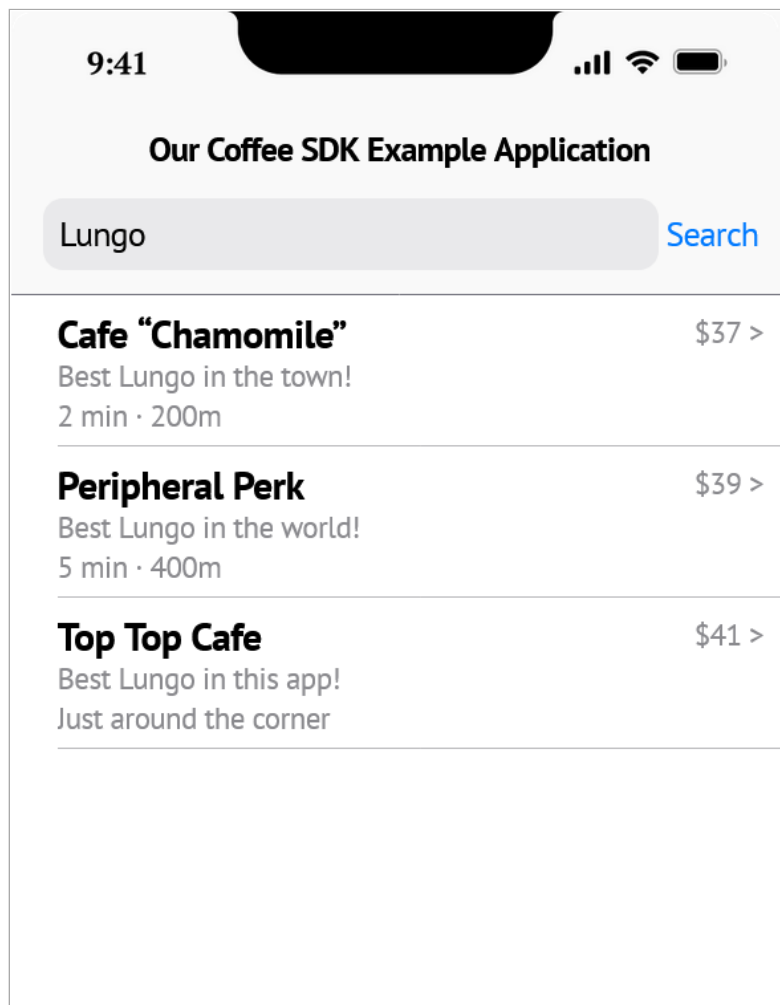 9:41
Our Coffee SDK Example Application
Lungo
Search
Cafe “Chamomile”
$37 >
Best Lungo in the town!
2 min · 200m
Peripheral Perk
$39 >
Best Lungo in the world!
5 min · 400m
Top Top Cafe
$41 >
Best Lungo in this app!
Just around the corner